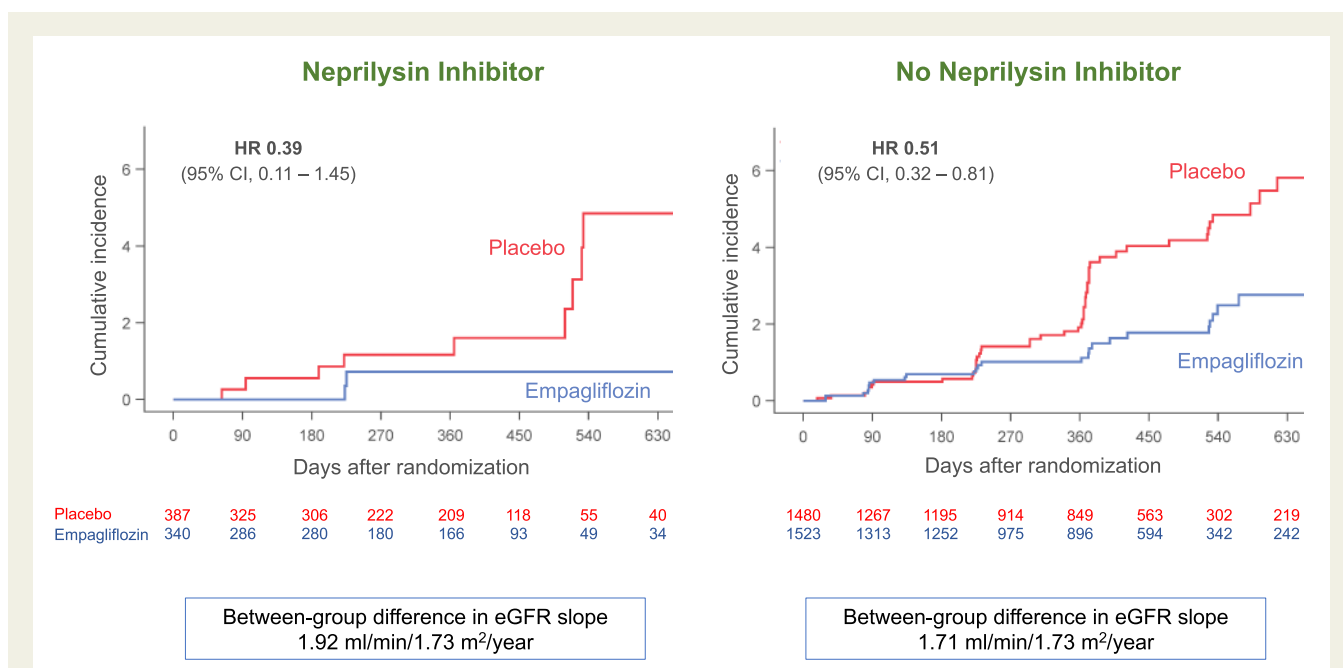 Neprilysin Inhibitor
HR 0.39
(95% CI, 0.11 – 1.45)
Cumulative incidence
6
4
2
0
Placebo
Empagliflozin
0 90 180 270 360 450 540 630
Days after randomization
Placebo 387 325 306 222 209 118 55 40
Empagliflozin 340 286 280 180 166 93 49 34
Between-group difference in eGFR slope
1.92 ml/min/1.73 m²/year
No Neprilysin Inhibitor
HR 0.51
(95% CI, 0.32 – 0.81)
Cumulative incidence
6
4
2
0
Placebo
Empagliflozin
0 90 180 270 360 450 540 630
Days after randomization
1480 1267 1195 914 849 563 302 219
1523 1313 1252 975 896 594 342 242
Between-group difference in eGFR slope
1.71 ml/min/1.73 m²/year